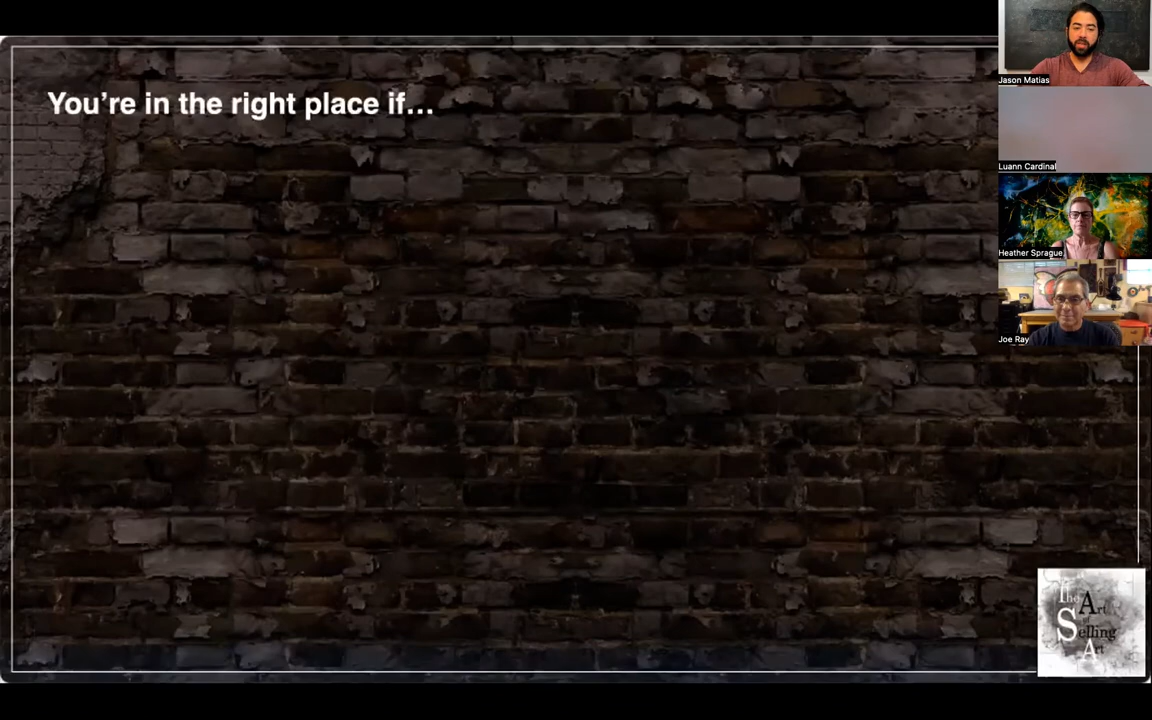 You're in the right place if...
Jason Matias
Luann Cardinal
Heather Sprague
Joe Ray
The
Art
of
Selling
Art